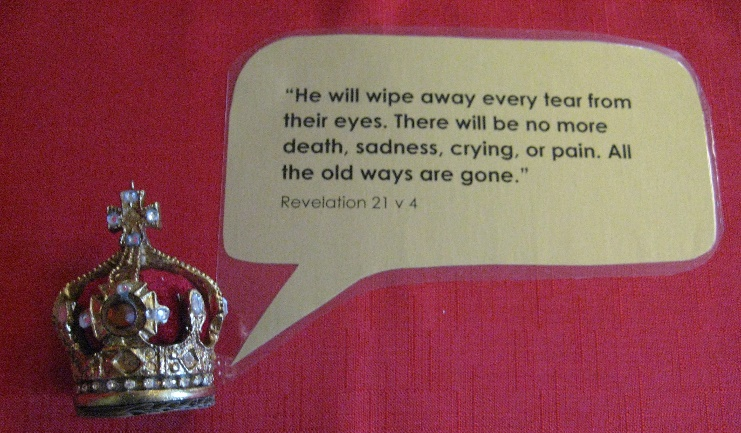 “He will wipe away every tear from
their eyes. There will be no more
death, sadness, crying, or pain. All
the old ways are gone.”
Revelation 21 v 4